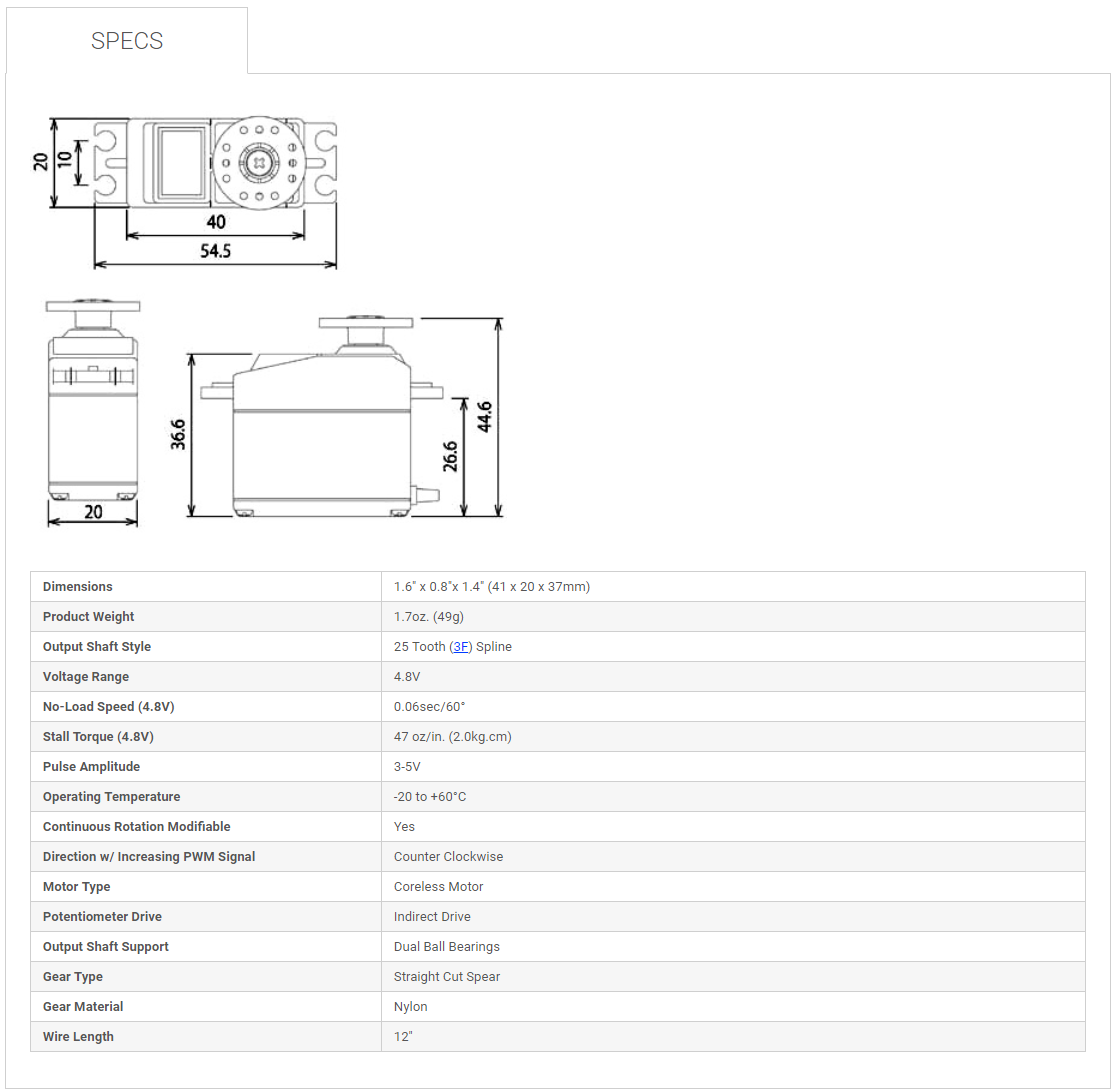 SPECS
20
10
40
54.5
20
36.6
26.6
44.6
Dimensions 1.6" x 0.8"x 1.4" (41 x 20 x 37mm)
Product Weight 1.7oz. (49g)
Output Shaft Style 25 Tooth (3F) Spline
Voltage Range 4.8V
No-Load Speed (4.8V) 0.06sec/60°
Stall Torque (4.8V) 47 oz/in. (2.0kg.cm)
Pulse Amplitude 3-5V
Operating Temperature -20 to +60°C
Continuous Rotation Modifiable Yes
Direction w/ Increasing PWM Signal Counter Clockwise
Motor Type Coreless Motor
Potentiometer Drive Indirect Drive
Output Shaft Support Dual Ball Bearings
Gear Type Straight Cut Spear
Gear Material Nylon
Wire Length 12"